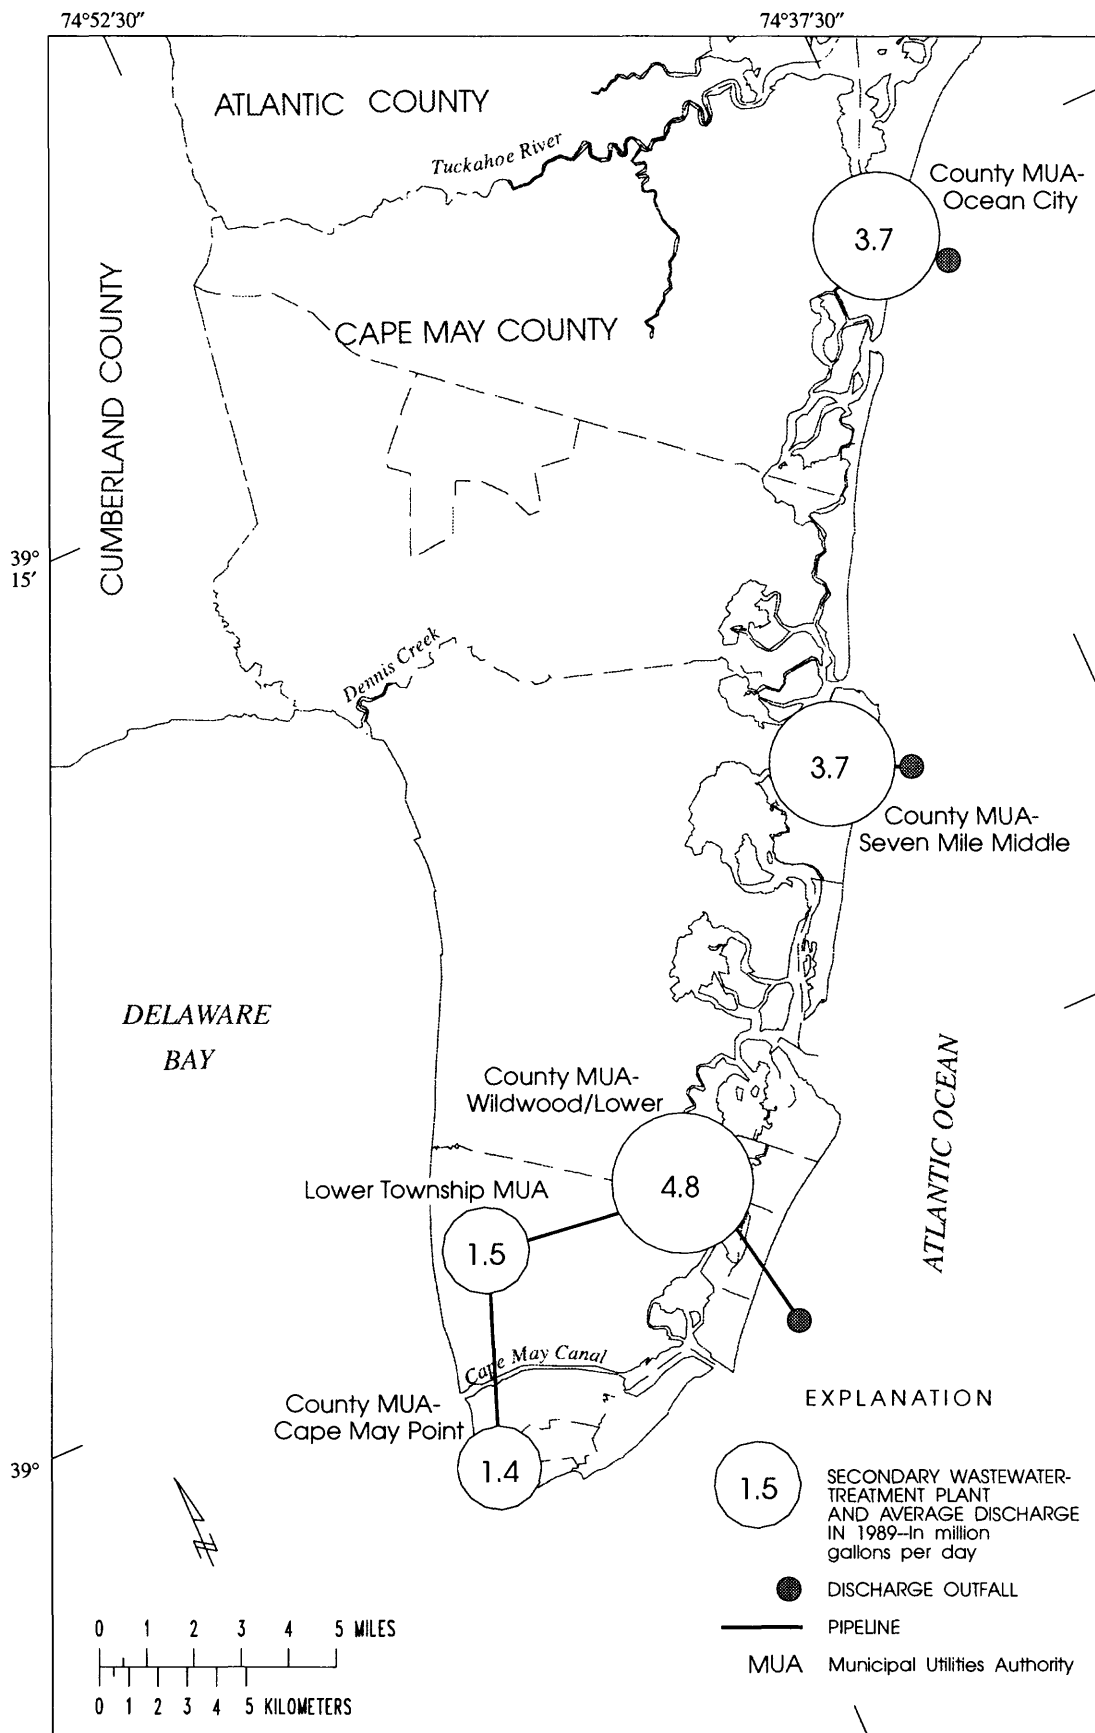 74°52'30"
74°37'30"
ATLANTIC COUNTY
Tuckahoe River
County MUA-
Ocean City
3.7
CUMBERLAND COUNTY
CAPE MAY COUNTY
39°
15'
Dennis Creek
3.7
County MUA-
Seven Mile Middle
DELAWARE
BAY
ATLANTIC OCEAN
County MUA-
Wildwood/Lower
4.8
Lower Township MUA
1.5
Cape May Canal
County MUA-
Cape May Point
1.4
39°
EXPLANATION
1.5
SECONDARY WASTEWATER-
TREATMENT PLANT
AND AVERAGE DISCHARGE
IN 1989--In million
gallons per day
DISCHARGE OUTFALL
PIPELINE
MUA Municipal Utilities Authority
0 1 2 3 4 5 MILES
0 1 2 3 4 5 KILOMETERS